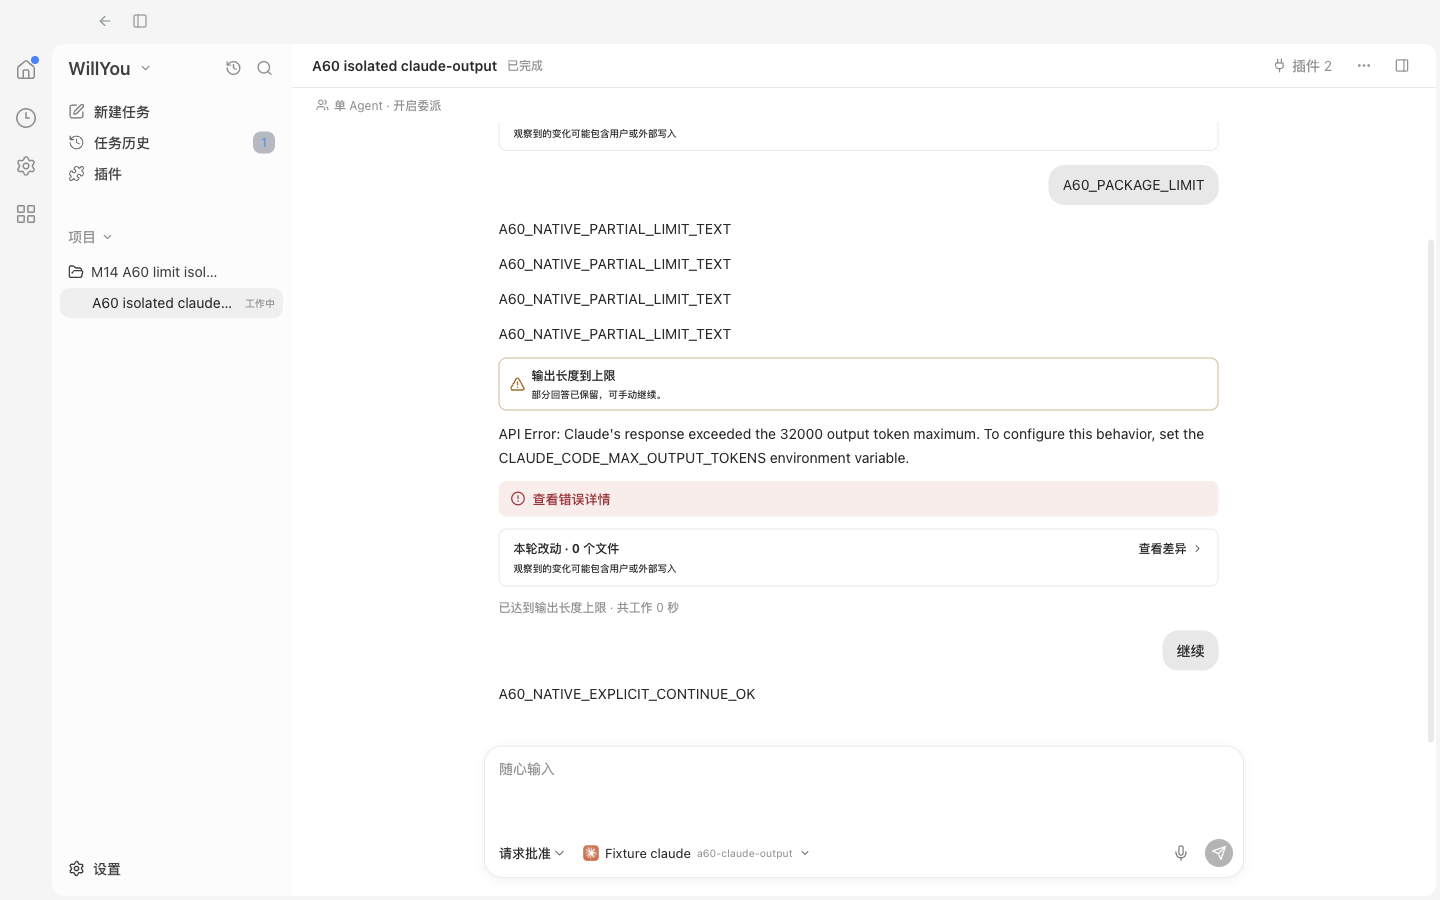 WillYou
新建任务
任务历史
1
插件
项目
M14 A60 limit isol...
A60 isolated claude...
工作中
设置
A60 isolated claude-output
已完成
插件 2
单 Agent · 开启委派
观察到的变化可能包含用户或外部写入
A60_PACKAGE_LIMIT
A60_NATIVE_PARTIAL_LIMIT_TEXT
A60_NATIVE_PARTIAL_LIMIT_TEXT
A60_NATIVE_PARTIAL_LIMIT_TEXT
A60_NATIVE_PARTIAL_LIMIT_TEXT
输出长度到上限
部分回答已保留，可手动继续。
API Error: Claude's response exceeded the 32000 output token maximum. To configure this behavior, set the
CLAUDE_CODE_MAX_OUTPUT_TOKENS environment variable.
查看错误详情
本轮改动 · 0 个文件
查看差异
观察到的变化可能包含用户或外部写入
已达到输出长度上限 · 共工作 0 秒
继续
A60_NATIVE_EXPLICIT_CONTINUE_OK
随心输入
请求批准
Fixture claude
a60-claude-output